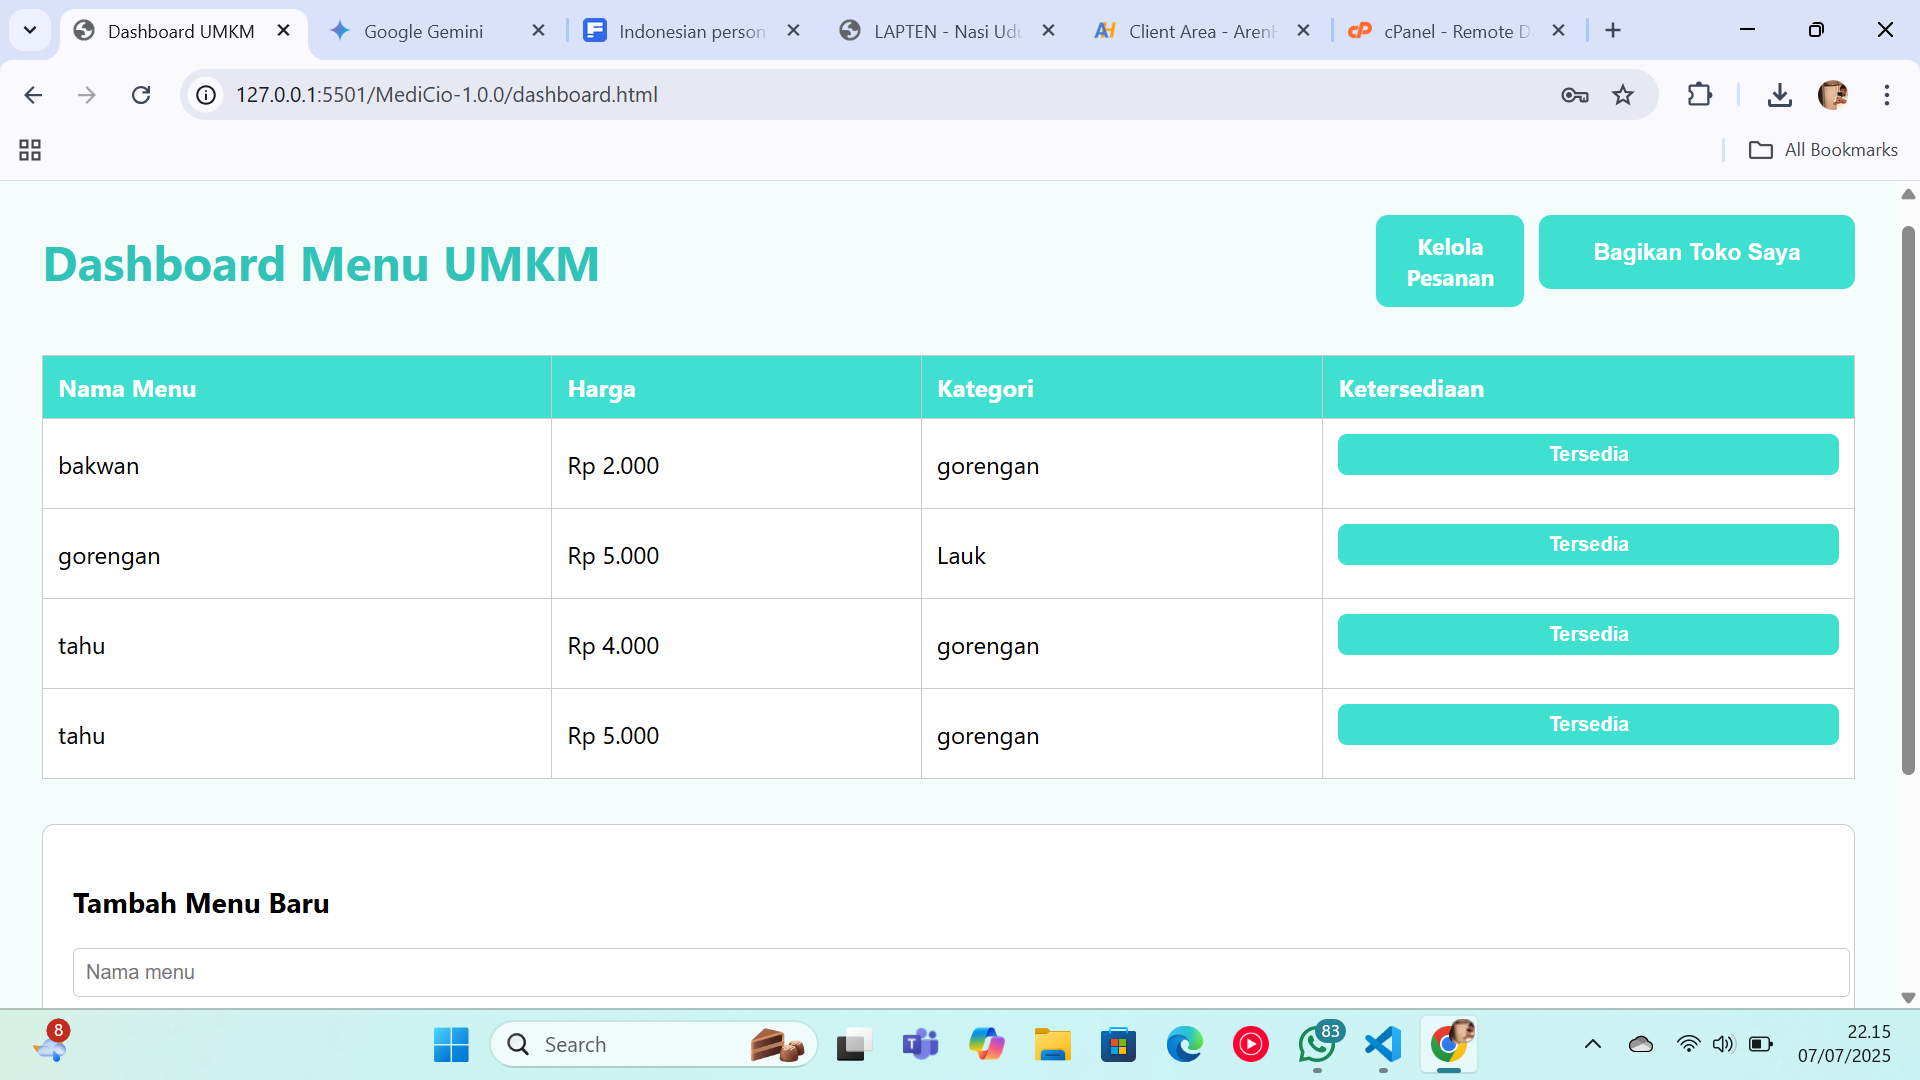 Dashboard UMKM
Google Gemini
Indonesian person
LAPTEN - Nasi Udu
Client Area - ArenH
cPanel - Remote D
127.0.0.1:5501/MediCio-1.0.0/dashboard.html
All Bookmarks
Dashboard Menu UMKM
Kelola
Pesanan
Bagikan Toko Saya
Nama Menu Harga Kategori Ketersediaan
bakwan Rp 2.000 gorengan Tersedia
gorengan Rp 5.000 Lauk Tersedia
tahu Rp 4.000 gorengan Tersedia
tahu Rp 5.000 gorengan Tersedia
Tambah Menu Baru
Nama menu
8
Search
83
22.15
07/07/2025